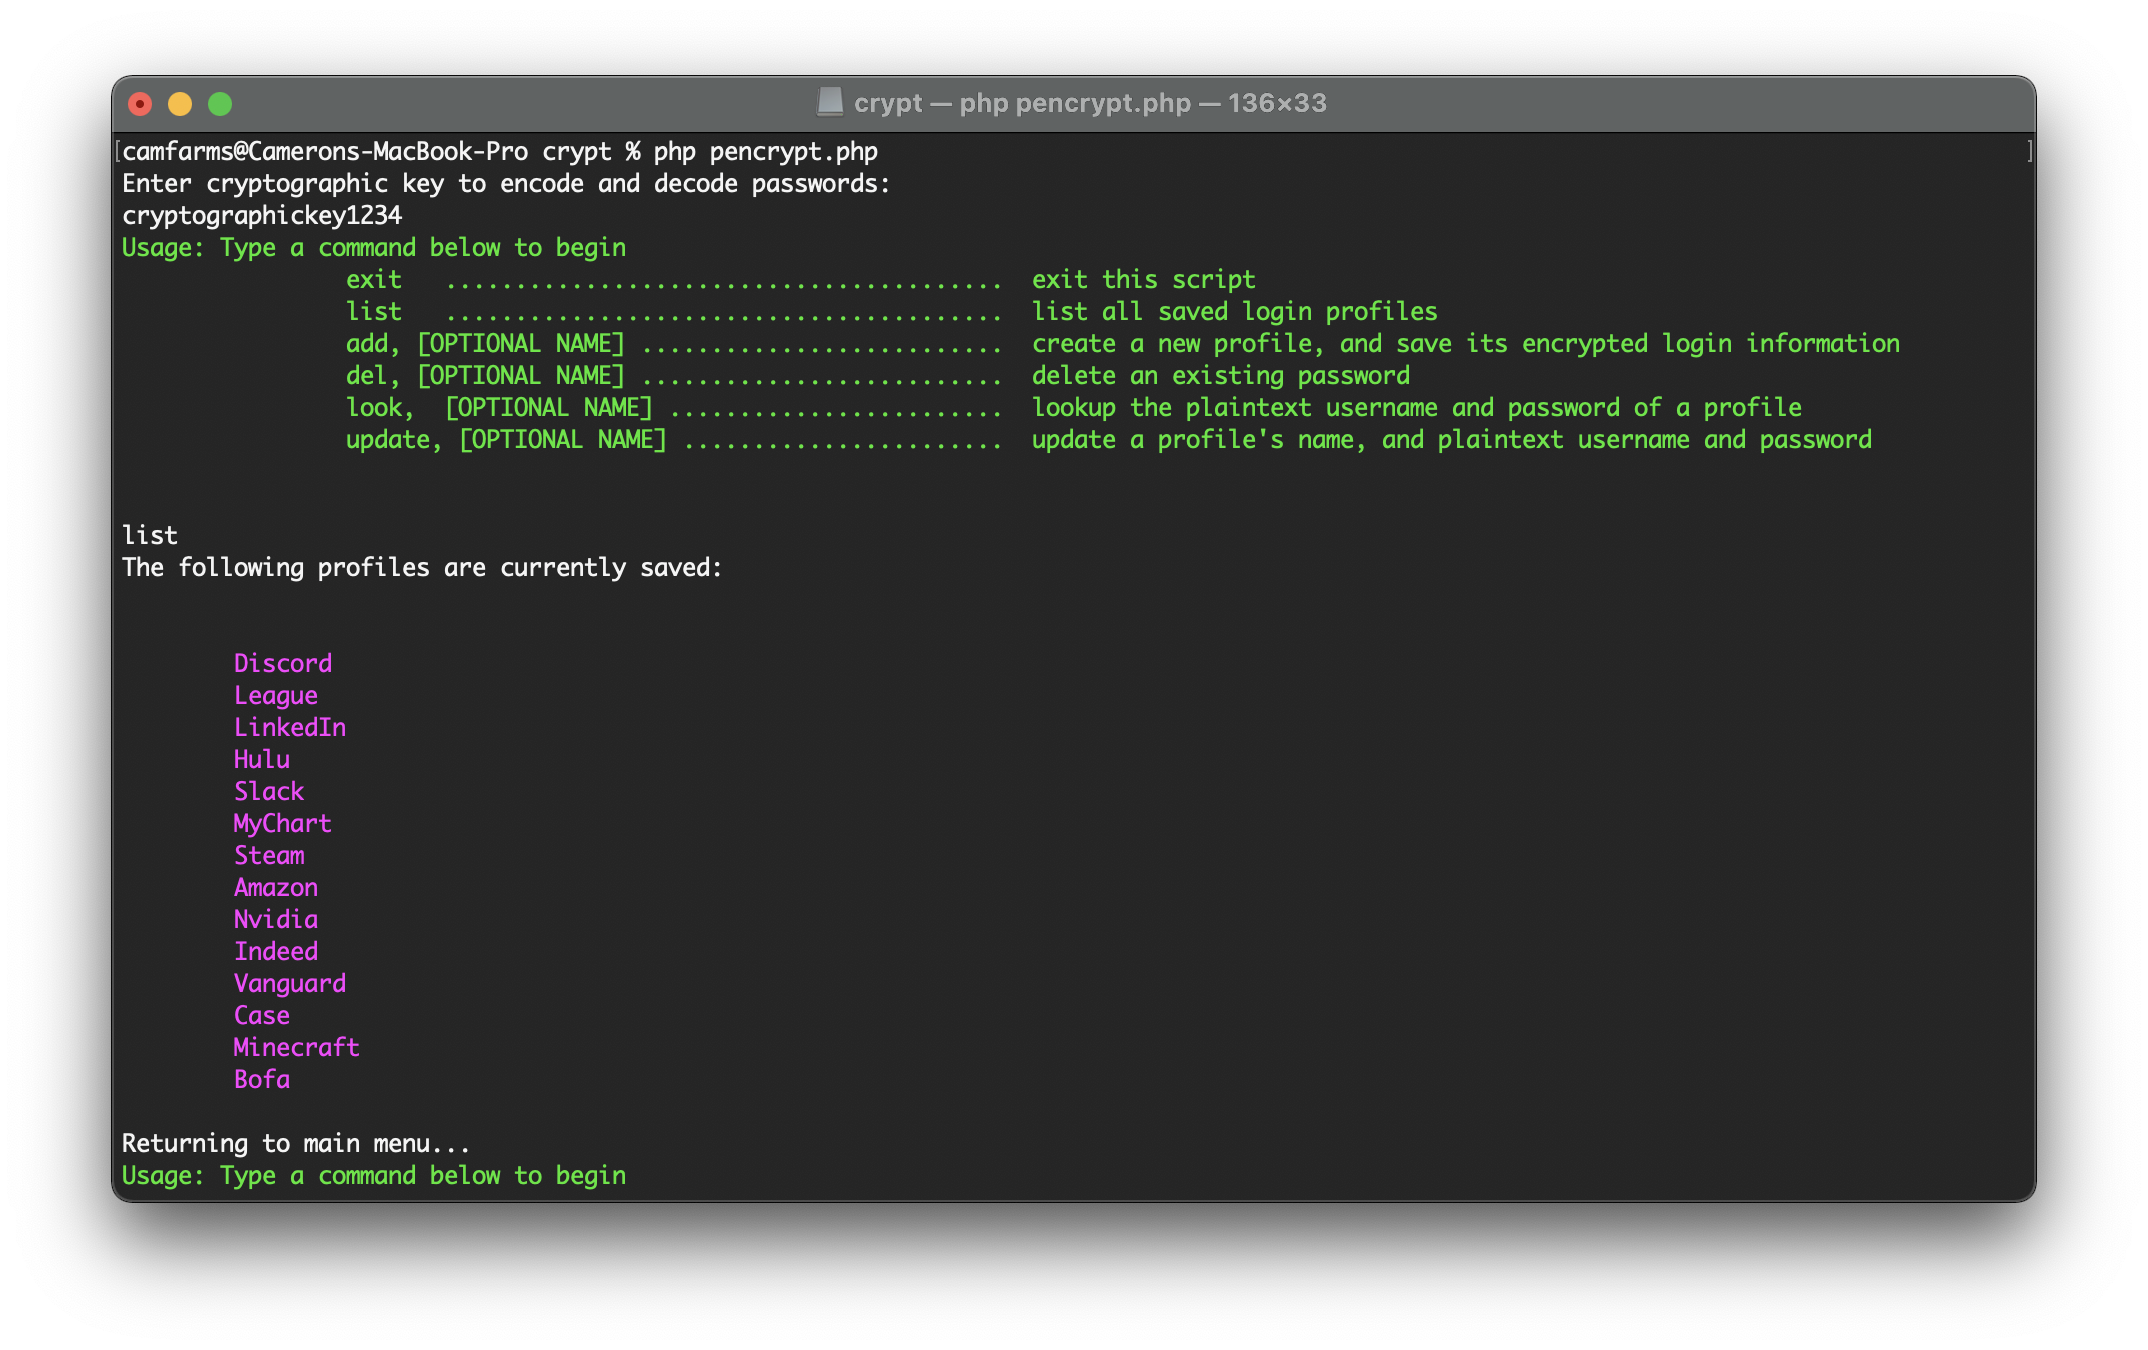 crypt — php pencrypt.php — 136×33
[camfarms@Camerons-MacBook-Pro crypt % php pencrypt.php ]
Enter cryptographic key to encode and decode passwords:
cryptographickey1234
Usage: Type a command below to begin
exit ........................................ exit this script
list ........................................ list all saved login profiles
add, [OPTIONAL NAME] .......................... create a new profile, and save its encrypted login information
del, [OPTIONAL NAME] .......................... delete an existing password
look,  [OPTIONAL NAME] ........................ lookup the plaintext username and password of a profile
update, [OPTIONAL NAME] ....................... update a profile's name, and plaintext username and password
list
The following profiles are currently saved:
Discord
League
LinkedIn
Hulu
Slack
MyChart
Steam
Amazon
Nvidia
Indeed
Vanguard
Case
Minecraft
Bofa
Returning to main menu...
Usage: Type a command below to begin